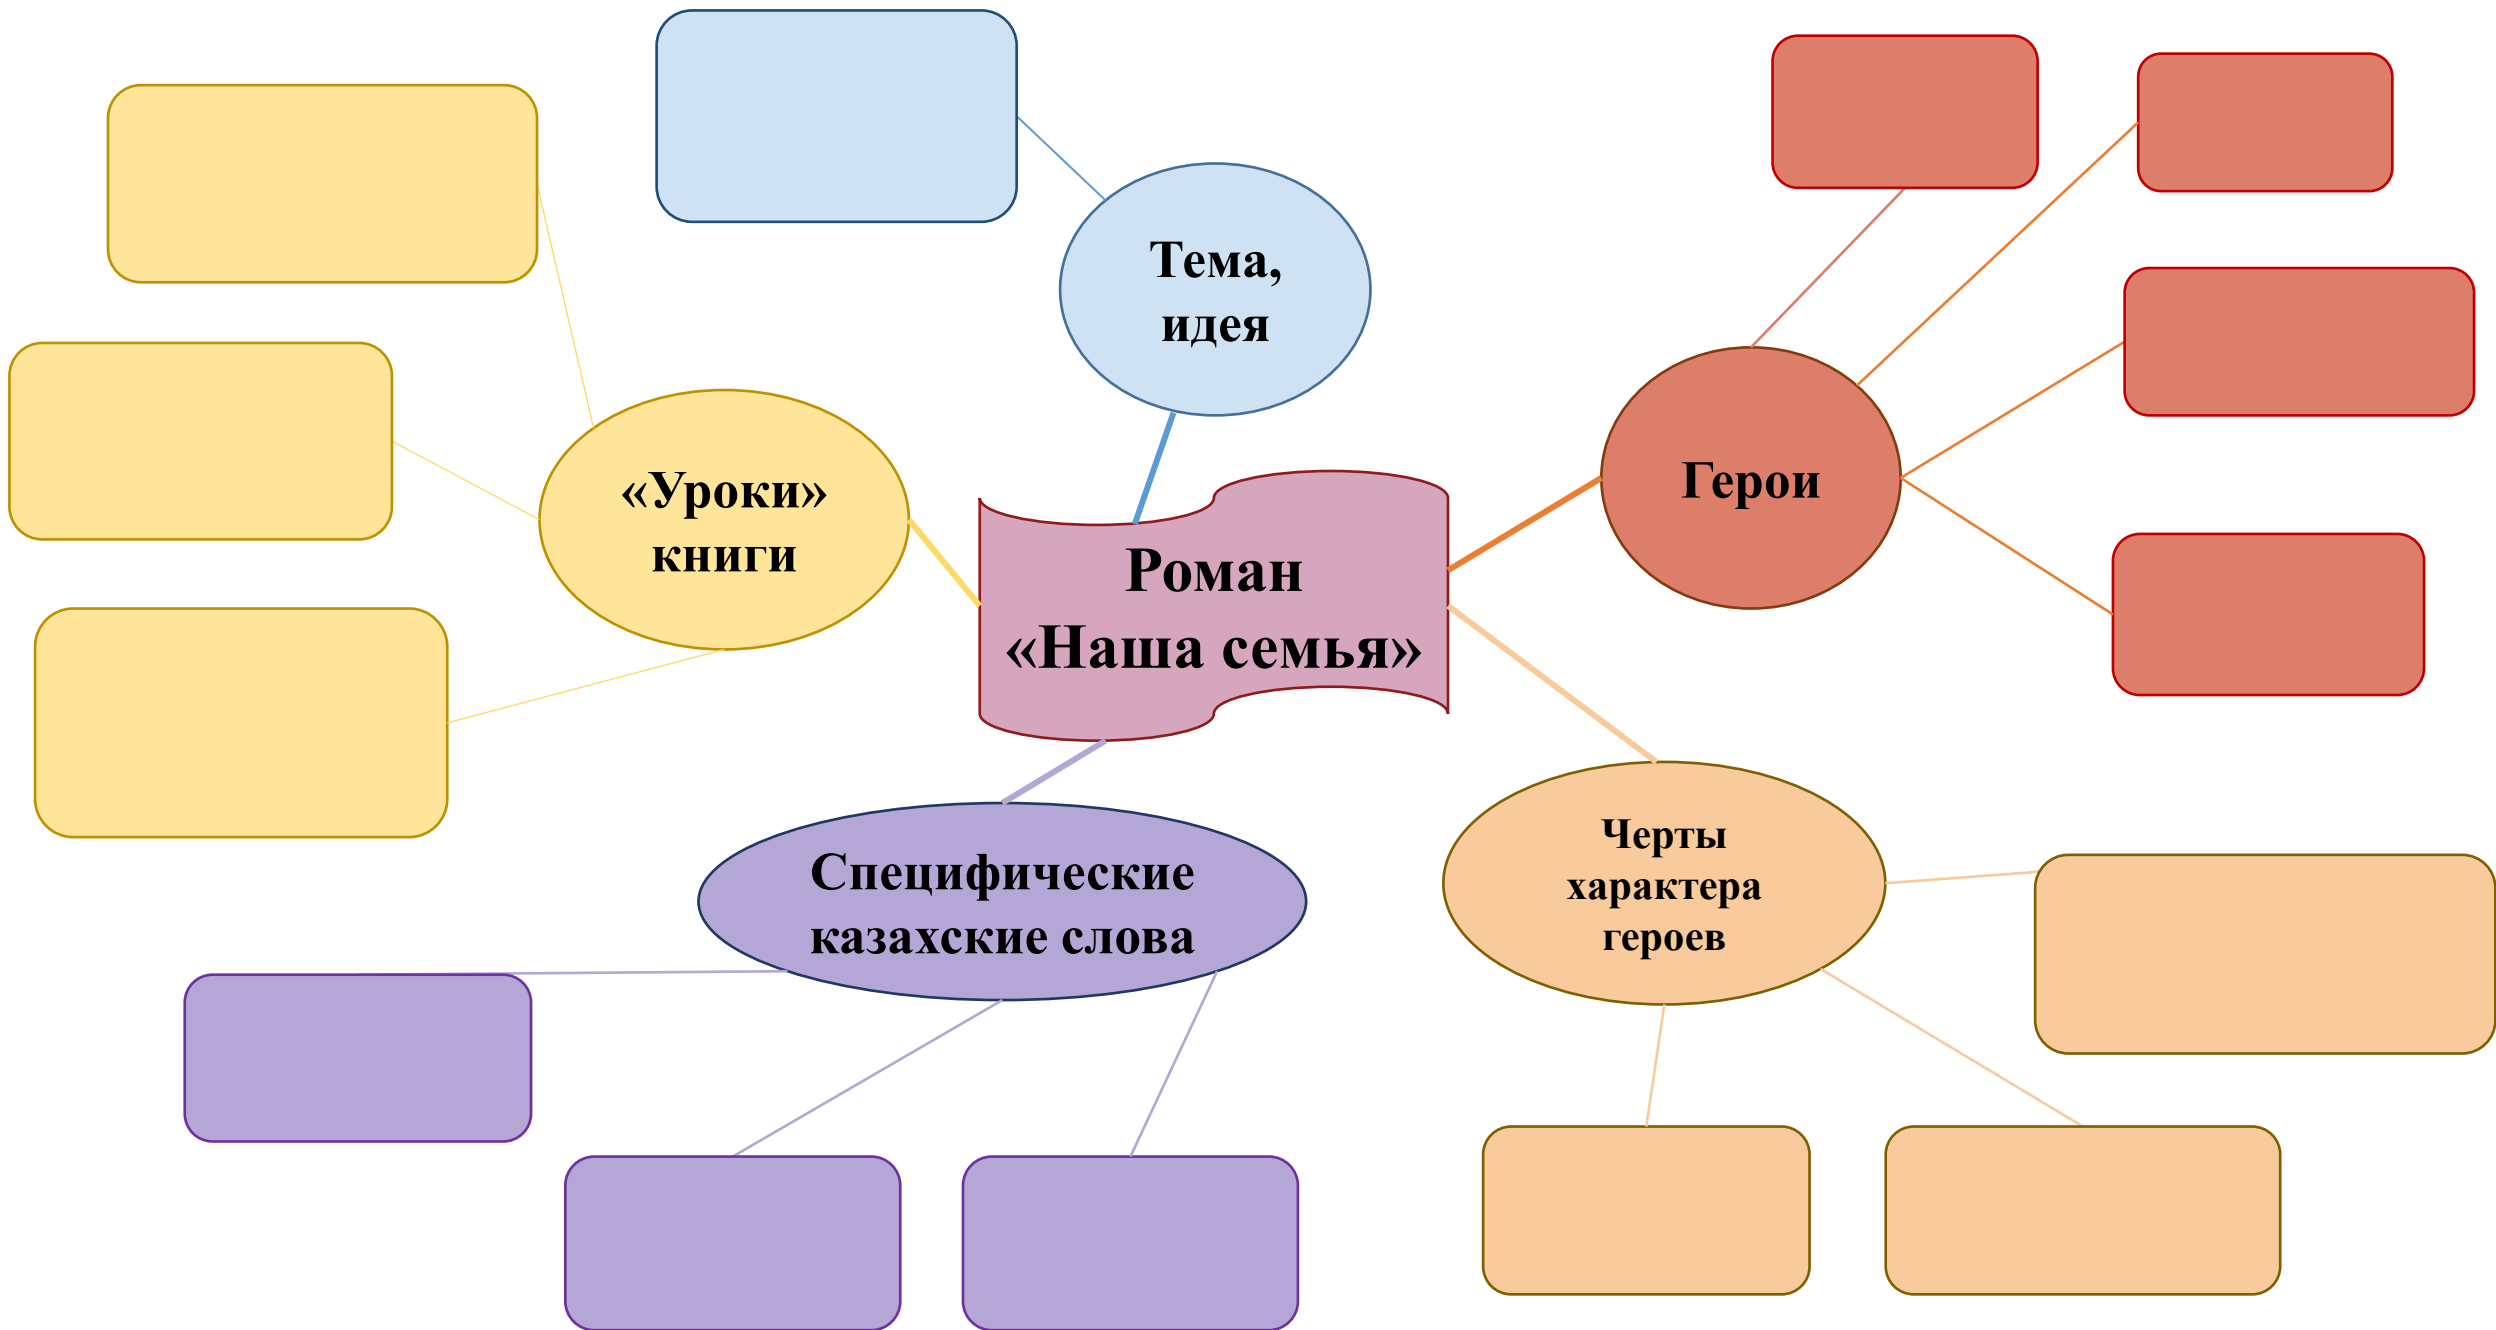 Тема,
идея
«Уроки»
книги
Герои
Роман
«Наша семья»
Специфические
казахские слова
Черты
характера
героев